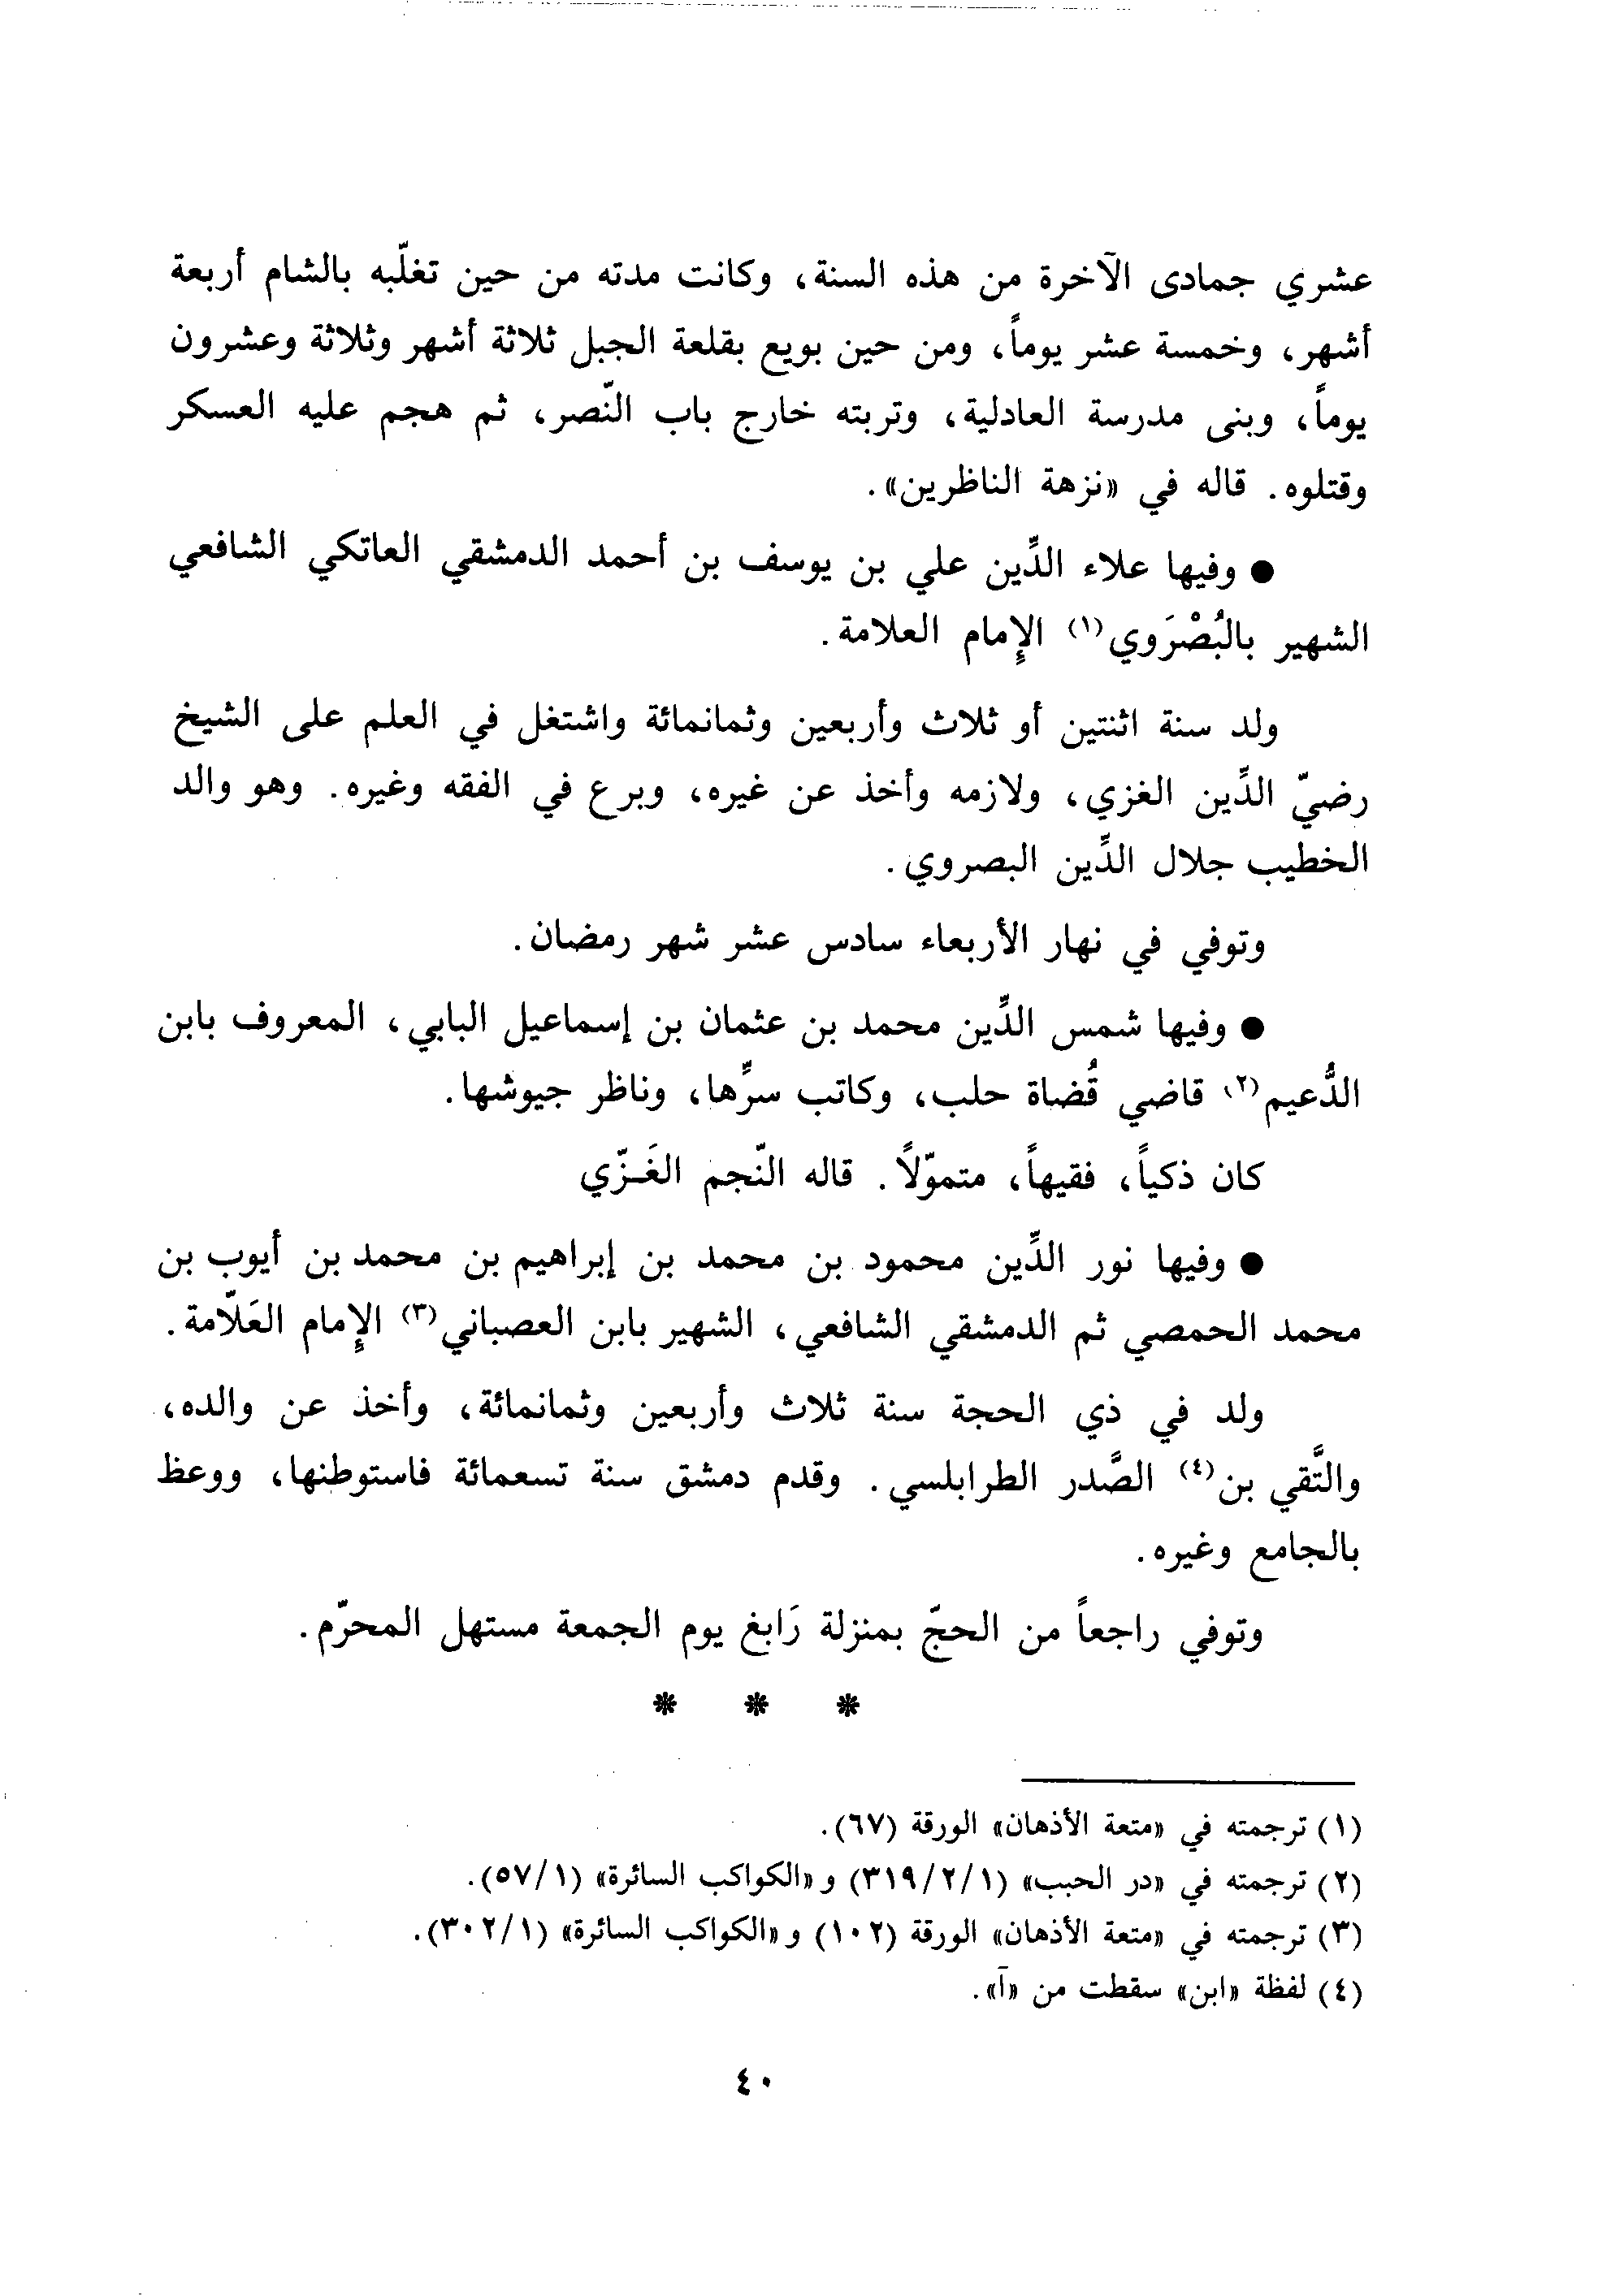 عشري جمادى الآخرة من هذه السنة، وكانت مدته من حين تغلّبه بالشام أربعة
أشهر، وخمسة عشر يوماً، ومن حين بويع بقلعة الجبل ثلاثة أشهر وثلاثة وعشرون
يوماً، وبنى مدرسة العادلية، وتربته خارج باب النّصر، ثم هجم عليه العسكر
وقتلوه. قاله في «نزهة الناظرين».
● وفيها علاء الدِّين علي بن يوسف بن أحمد الدمشقي العاتكي الشافعي
الشهير بالبُصْرَوي(١) الإِمام العلامة.
ولد سنة اثنتين أو ثلاث وأربعين وثمانمائة واشتغل في العلم على الشيخ
رضيّ الدِّين الغزي، ولازمه وأخذ عن غيره، وبرع في الفقه وغيره. وهو والد
الخطيب جلال الدِّين البصروي.
وتوفي في نهار الأربعاء سادس عشر شهر رمضان.
● وفيها شمس الدِّين محمد بن عثمان بن إسماعيل البابي، المعروف بابن
الدُّعيم(٢) قاضي قُضاة حلب، وكاتب سرِّها، وناظر جيوشها.
كان ذكياً، فقيهاً، متموّلاً. قاله النّجم الغَـزّي
● وفيها نور الدِّين محمود بن محمد بن إبراهيم بن محمد بن أيوب بن
محمد الحمصي ثم الدمشقي الشافعي، الشهير بابن العصباني(٣) الإِمام العَلّامة.
ولد في ذي الحجة سنة ثلاث وأربعين وثمانمائة، وأخذ عن والده،
والتَّقي بن(٤) الصَّدر الطرابلسي. وقدم دمشق سنة تسعمائة فاستوطنها، ووعظ
بالجامع وغيره.
وتوفي راجعاً من الحجّ بمنزلة رَابغ يوم الجمعة مستهل المحرّم.
* * *
(١) ترجمته في «متعة الأذهان» الورقة (٦٧).
(٢) ترجمته في «در الحبب» (٣١٩/٢/١) و«الكواكب السائرة» (٥٧/١).
(٣) ترجمته في «متعة الأذهان» الورقة (١٠٢) و«الكواكب السائرة» (٣٠٢/١).
(٤) لفظة «ابن» سقطت من «آ».
٤٠